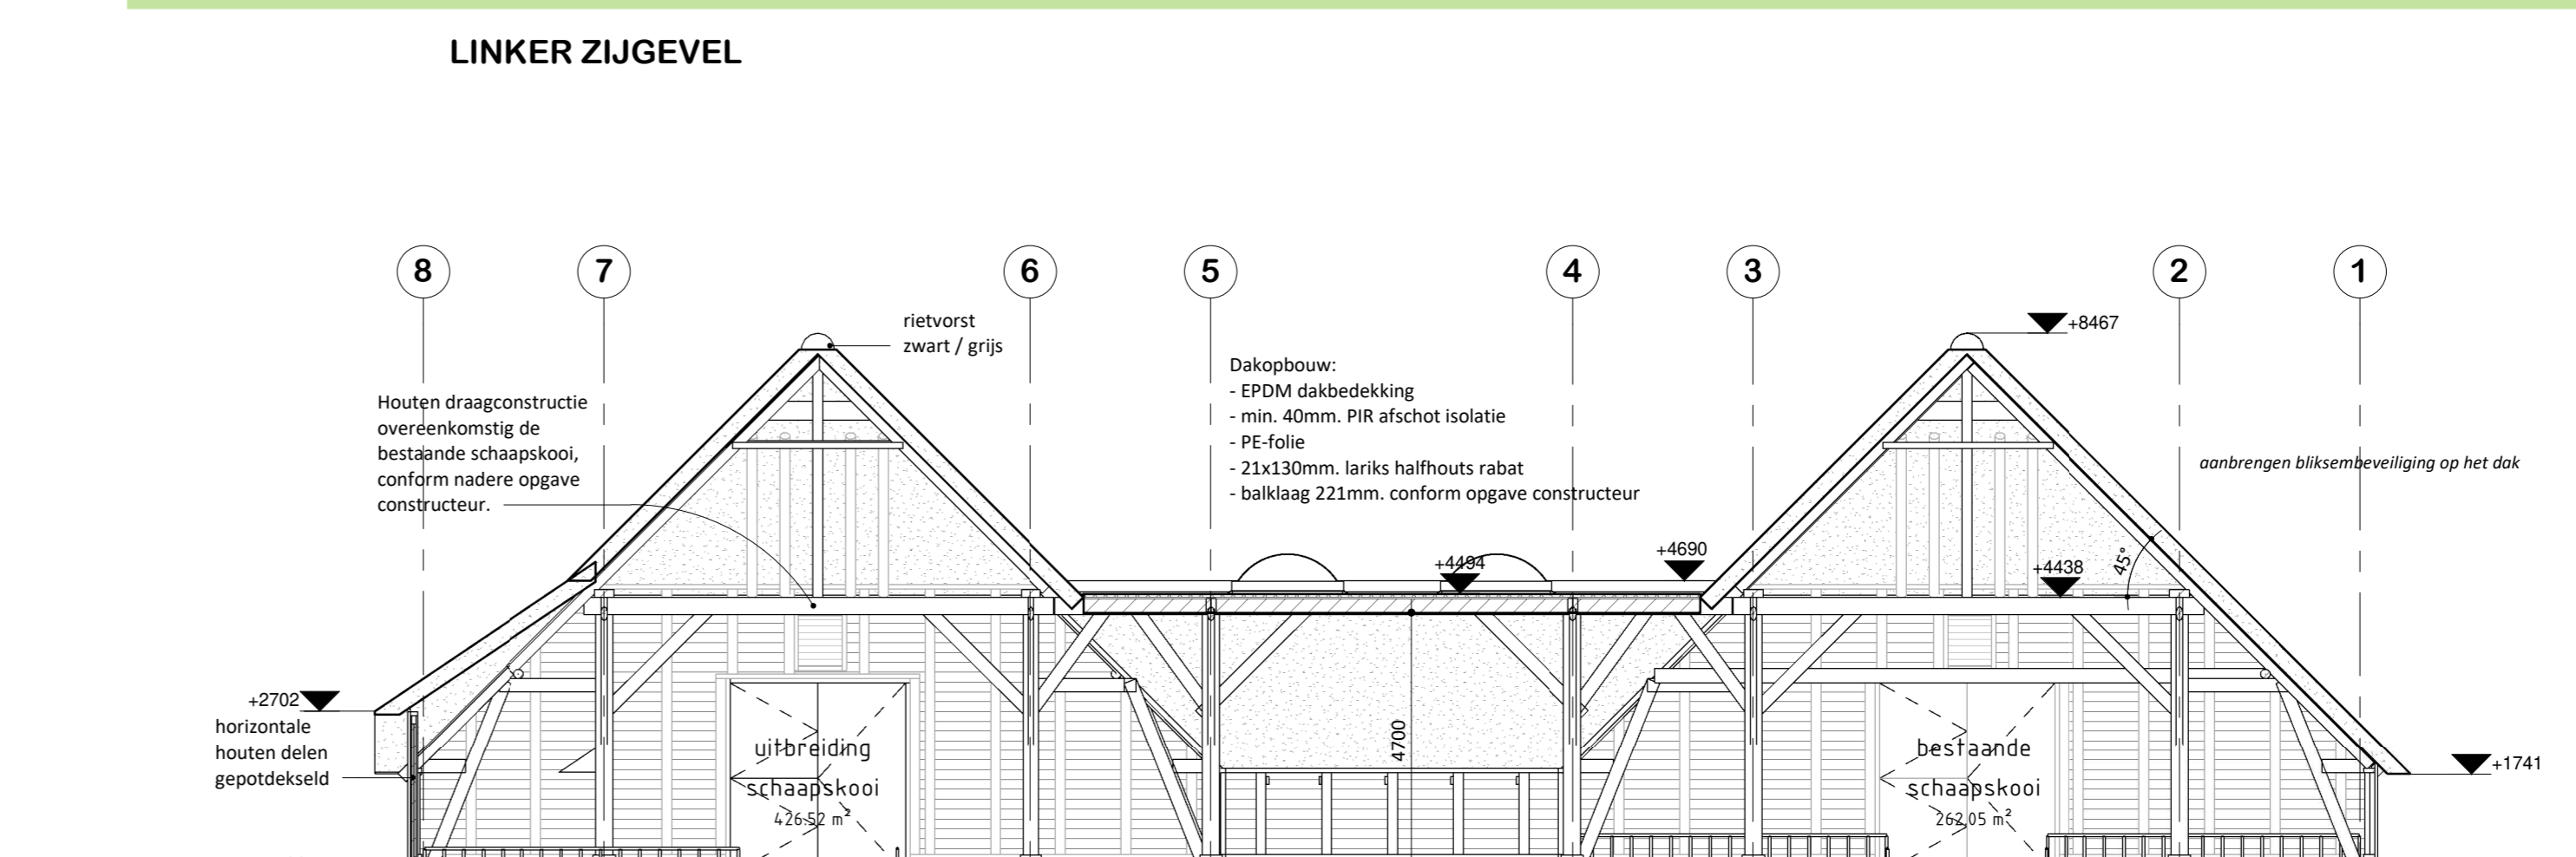 LINKER ZIJGEVEL
8
7
6
5
4
3
2
1
rietvorst
zwart / grijs
+8467
Dakopbouw:
- EPDM dakbedekking
- min. 40mm. PIR afschot isolatie
- PE-folie
- 21x130mm. lariks halfhouts rabat
- balklaag 221mm. conform opgave constructeur
Houten draagconstructie
overeenkomstig de
bestaande schaapskooi,
conform nadere opgave
constructeur.
aanbrengen bliksembeveiliging op het dak
+4494
+4690
+4438
45°
+2702
horizontale
houten delen
gepotdekseld
4700
uitbreiding
schaapskooi
426.52 m²
bestaande
schaapskooi
262.05 m²
+1741